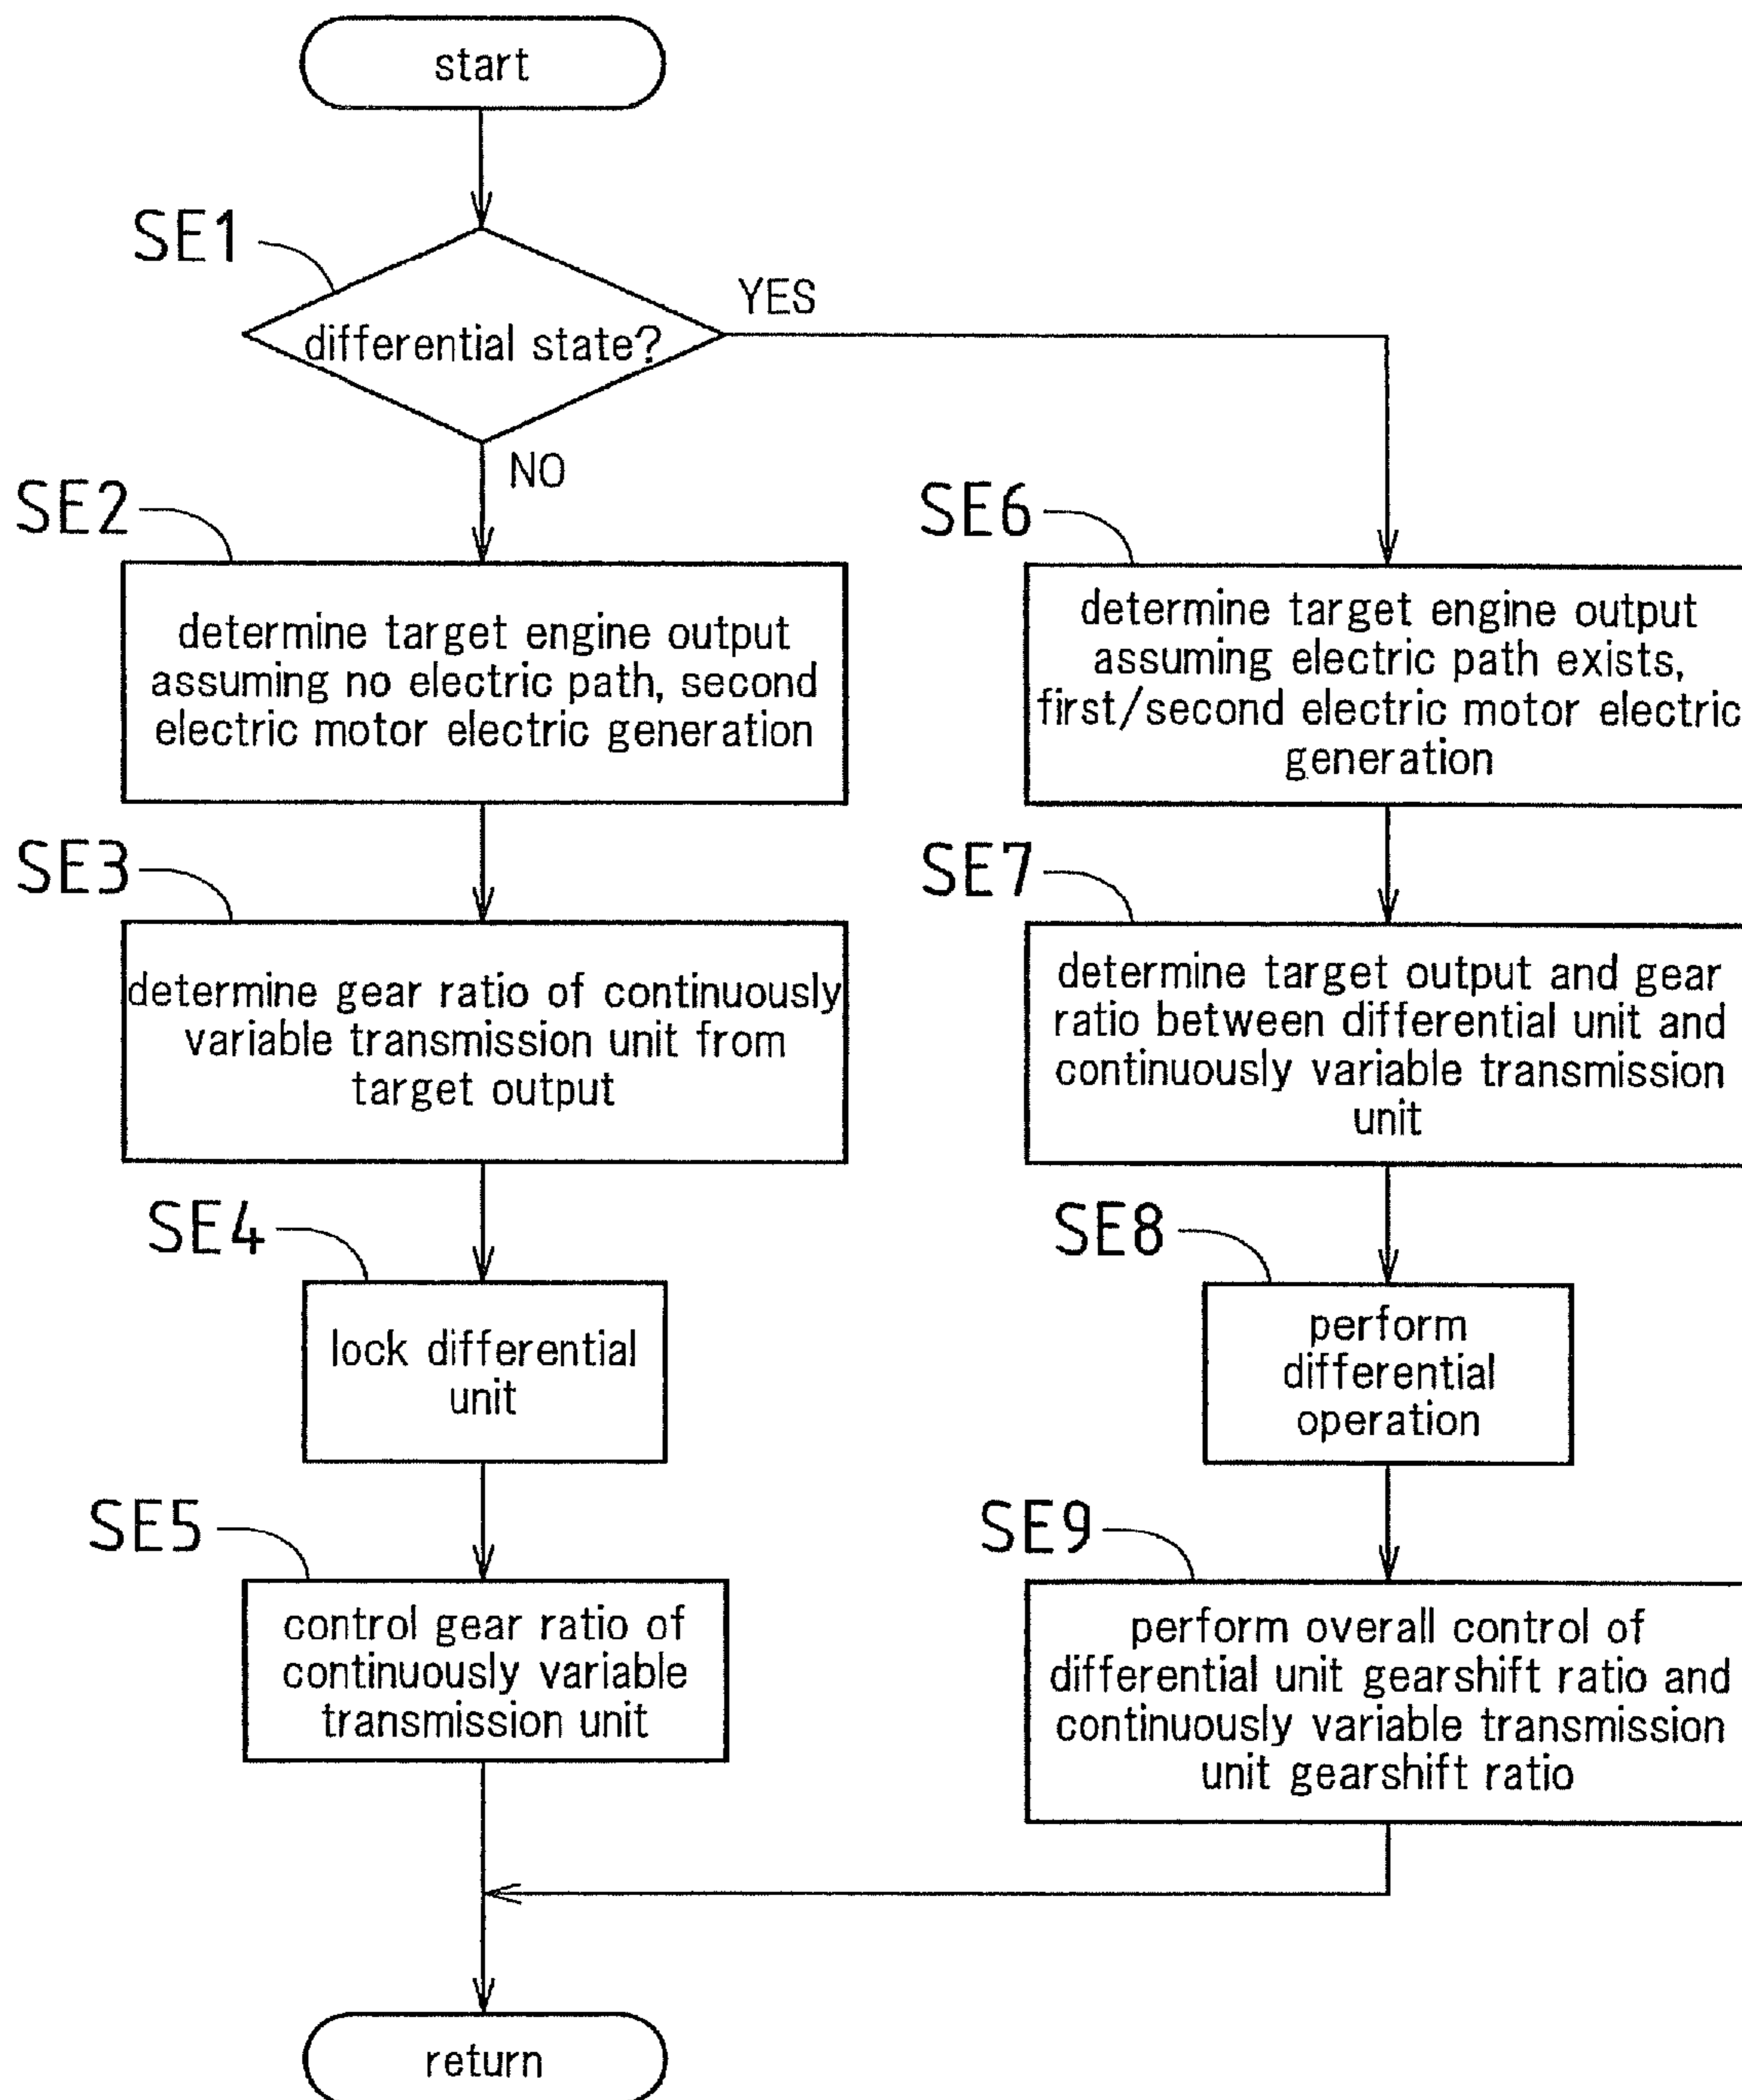 start
SE1
differential state?
YES
NO
SE2
determine target engine output
assuming no electric path, second
electric motor electric generation
SE3
determine gear ratio of continuously
variable transmission unit from
target output
SE4
lock differential
unit
SE5
control gear ratio of
continuously variable
transmission unit
SE6
determine target engine output
assuming electric path exists,
first/second electric motor electric
generation
SE7
determine target output and gear
ratio between differential unit and
continuously variable transmission
unit
SE8
perform
differential
operation
SE9
perform overall control of
differential unit gearshift ratio and
continuously variable transmission
unit gearshift ratio
return